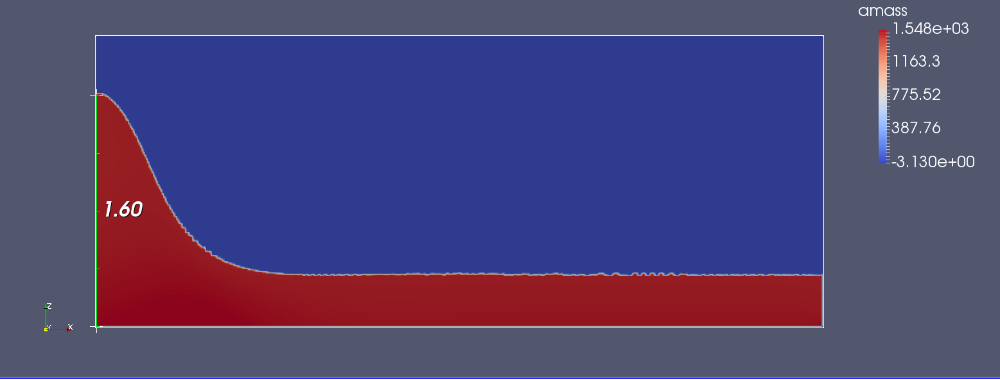 amass
1.548e+03
1163.3
775.52
387.76
-3.130e+00
1.60
Z
Y X